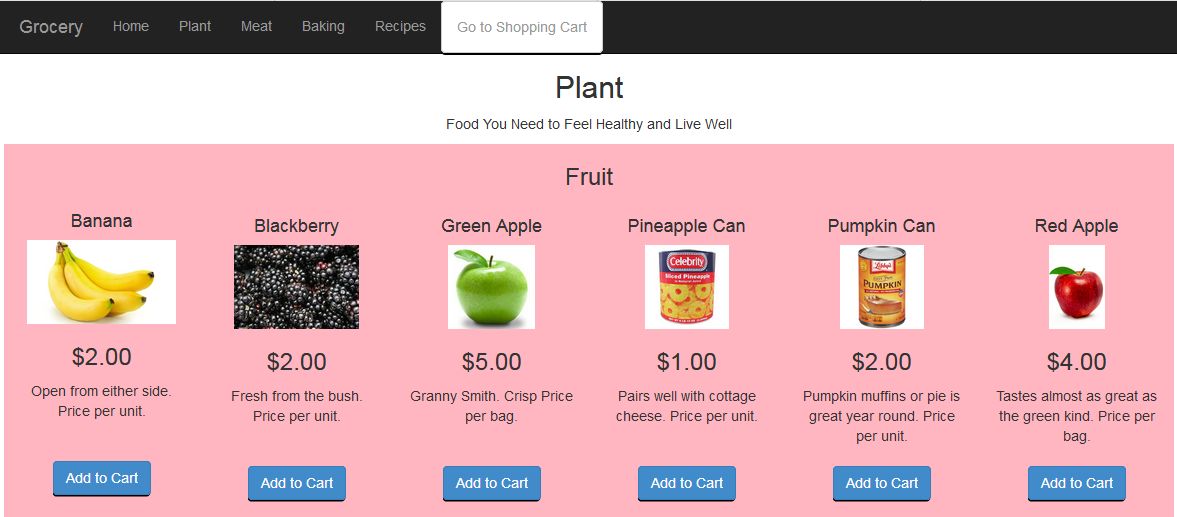 Grocery Home Plant Meat Baking Recipes Go to Shopping Cart
Plant
Food You Need to Feel Healthy and Live Well
Fruit
Banana
$2.00
Open from either side.
Price per unit.
Add to Cart
Blackberry
$2.00
Fresh from the bush.
Price per unit.
Add to Cart
Green Apple
$5.00
Granny Smith. Crisp Price
per bag.
Add to Cart
Pineapple Can
Celebrity
Sliced Pineapple
$1.00
Pairs well with cottage
cheese. Price per unit.
Add to Cart
Pumpkin Can
Libby's
PUMPKIN
$2.00
Pumpkin muffins or pie is
great year round. Price
per unit.
Add to Cart
Red Apple
$4.00
Tastes almost as great as
the green kind. Price per
bag.
Add to Cart